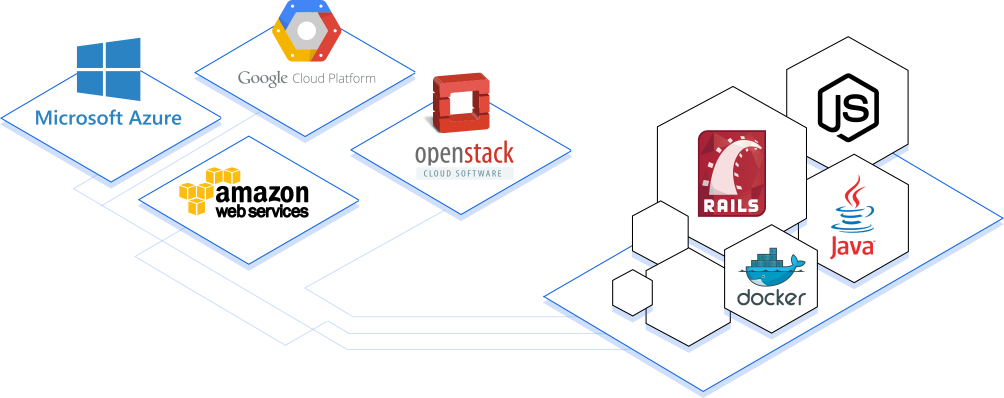 Microsoft Azure
Google Cloud Platform
openstack
CLOUD SOFTWARE
amazon
web services
JS
RAILS
Java
docker